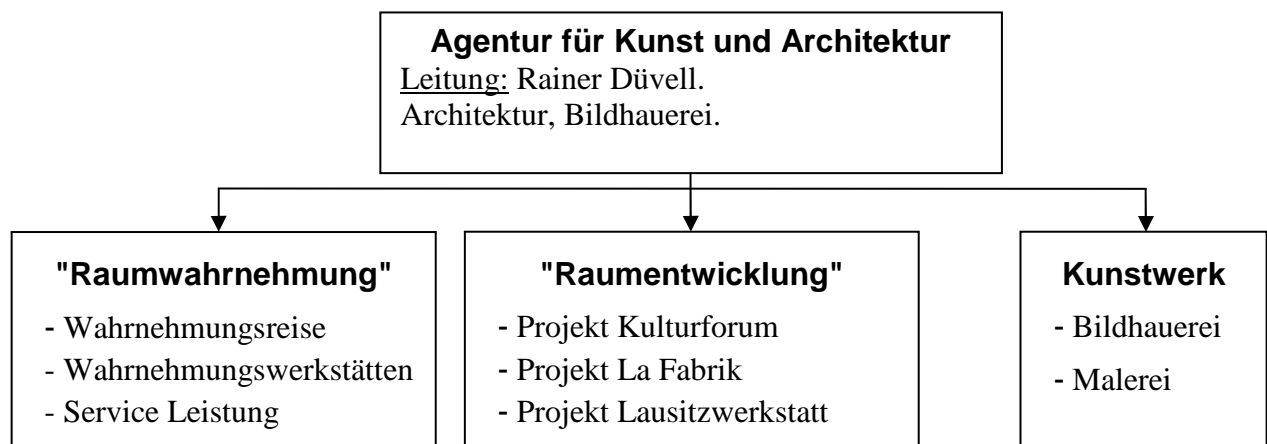 Agentur für Kunst und Architektur
Leitung: Rainer Düvell.
Architektur, Bildhauerei.
"Raumwahrnehmung"
- Wahrnehmungsreise
- Wahrnehmungswerkstätten
- Service Leistung
"Raumentwicklung"
- Projekt Kulturforum
- Projekt La Fabrik
- Projekt Lausitzwerkstatt
Kunstwerk
- Bildhauerei
- Malerei